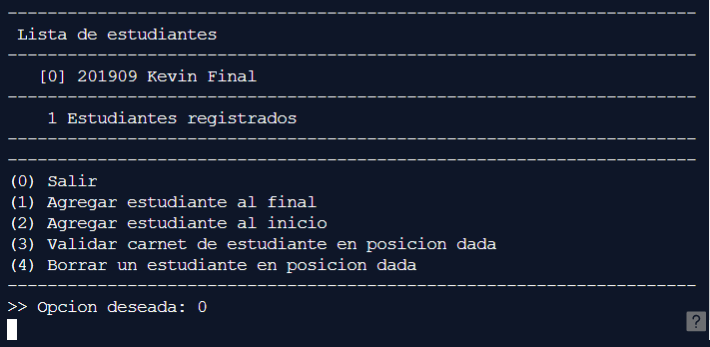 ----------------------------------------------------------------------
Lista de estudiantes
----------------------------------------------------------------------
[0] 201909 Kevin Final
----------------------------------------------------------------------
1 Estudiantes registrados
----------------------------------------------------------------------
----------------------------------------------------------------------
(0) Salir
(1) Agregar estudiante al final
(2) Agregar estudiante al inicio
(3) Validar carnet de estudiante en posicion dada
(4) Borrar un estudiante en posicion dada
----------------------------------------------------------------------
>> Opcion deseada: 0
?